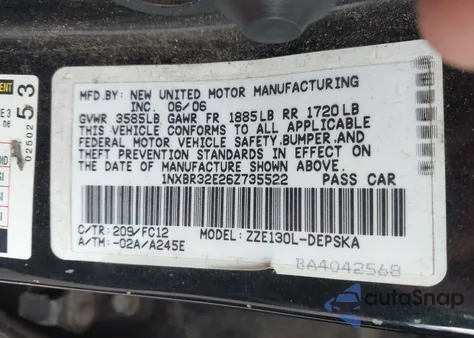 MFD.BY: NEW UNITED MOTOR MANUFACTURING
INC. 06/06
GVWR 3585LB GAWR FR 1885LB RR 1720LB
THIS VEHICLE CONFORMS TO ALL APPLICABLE
FEDERAL MOTOR VEHICLE SAFETY,BUMPER,AND
THEFT PREVENTION STANDARDS IN EFFECT ON
THE DATE OF MANUFACTURE SHOWN ABOVE.
1NXBR32E26Z735522 PASS CAR
C/TR: 209/FC12 MODEL: ZZE130L-DEPSKA
A/TM: -02A/A245E
BA4042568
02502553
autoSnap